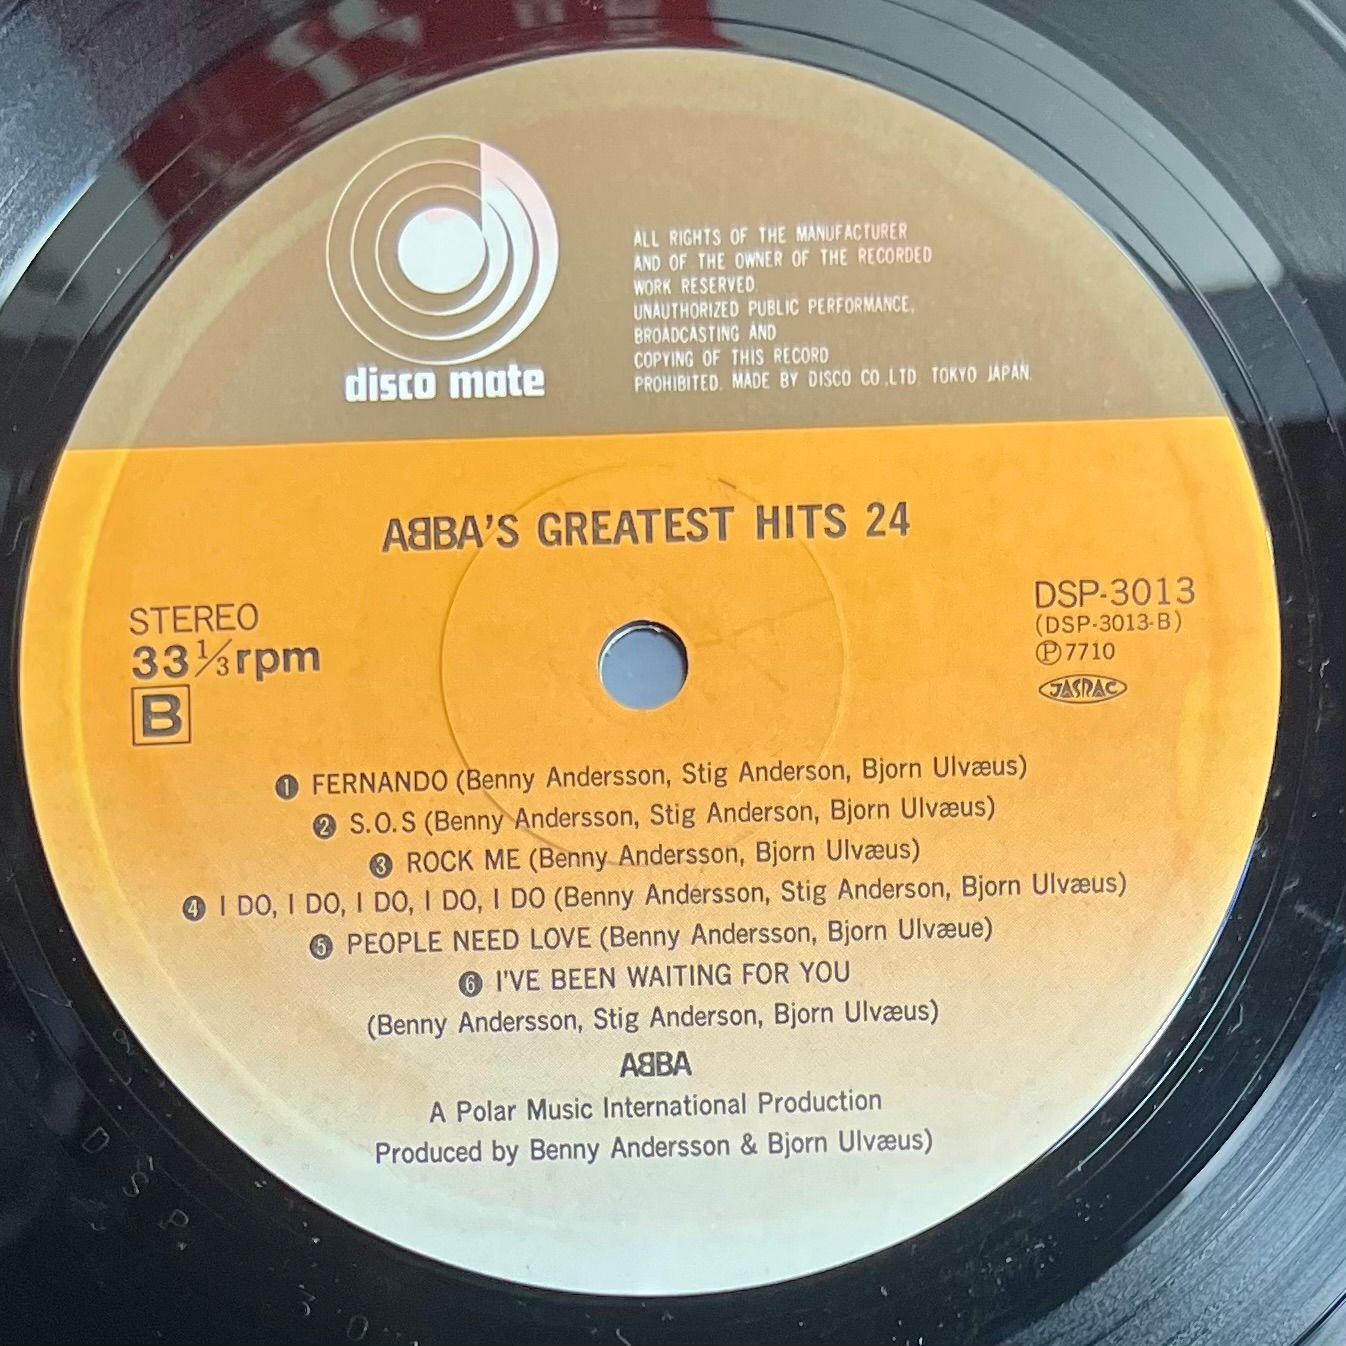 disco mate
ALL RIGHTS OF THE MANUFACTURER
AND OF THE OWNER OF THE RECORDED
WORK RESERVED.
UNAUTHORIZED PUBLIC PERFORMANCE,
BROADCASTING AND
COPYING OF THIS RECORD
PROHIBITED. MADE BY DISCO CO.,LTD. TOKYO JAPAN.
ABBA'S GREATEST HITS 24
STEREO
33⅓rpm
B
DSP-3013
(DSP-3013-B)
Ⓟ7710
JASRAC
❶ FERNANDO (Benny Andersson, Stig Anderson, Bjorn Ulvæus)
❷ S.O.S (Benny Andersson, Stig Anderson, Bjorn Ulvæus)
❸ ROCK ME (Benny Andersson, Bjorn Ulvæus)
❹ I DO, I DO, I DO, I DO, I DO (Benny Andersson, Stig Anderson, Bjorn Ulvæus)
❺ PEOPLE NEED LOVE (Benny Andersson, Bjorn Ulvæue)
❻ I'VE BEEN WAITING FOR YOU
(Benny Andersson, Stig Anderson, Bjorn Ulvæus)
ABBA
A Polar Music International Production
Produced by Benny Andersson & Bjorn Ulvæus)
DSP 30